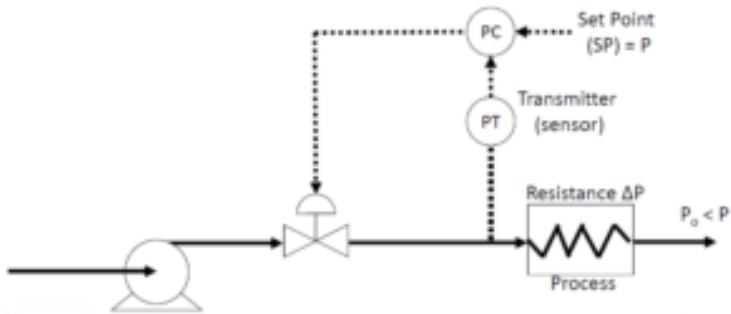 PC
Set Point
(SP) = P
Transmitter
PT
(sensor)
Resistance ΔP
Pₒ < P
Process